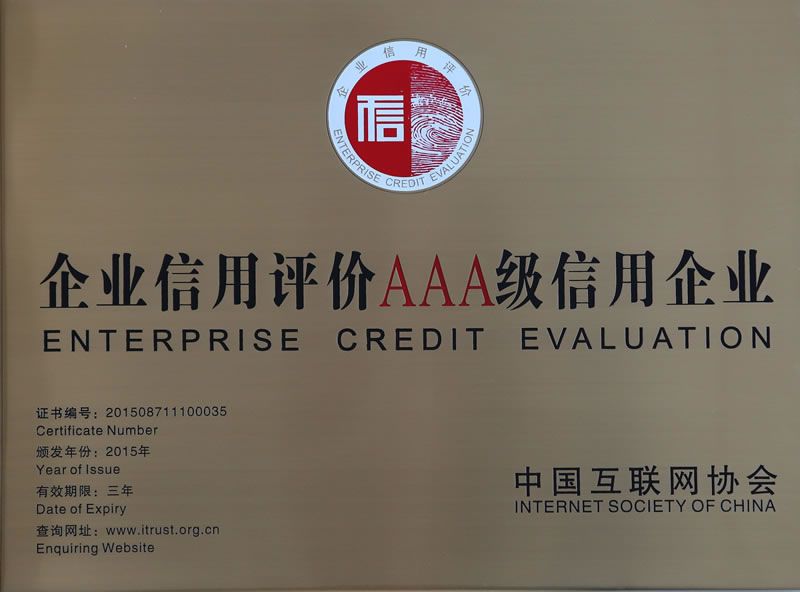 企业信用评价
信
ENTERPRISE CREDIT EVALUATION
企业信用评价AAA级信用企业
ENTERPRISE CREDIT EVALUATION
证书编号：201508711100035
Certificate Number
颁发年份：2015年
Year of Issue
有效期限：三年
Date of Expiry
查询网址：www.itrust.org.cn
Enquiring Website
中国互联网协会
INTERNET SOCIETY OF CHINA